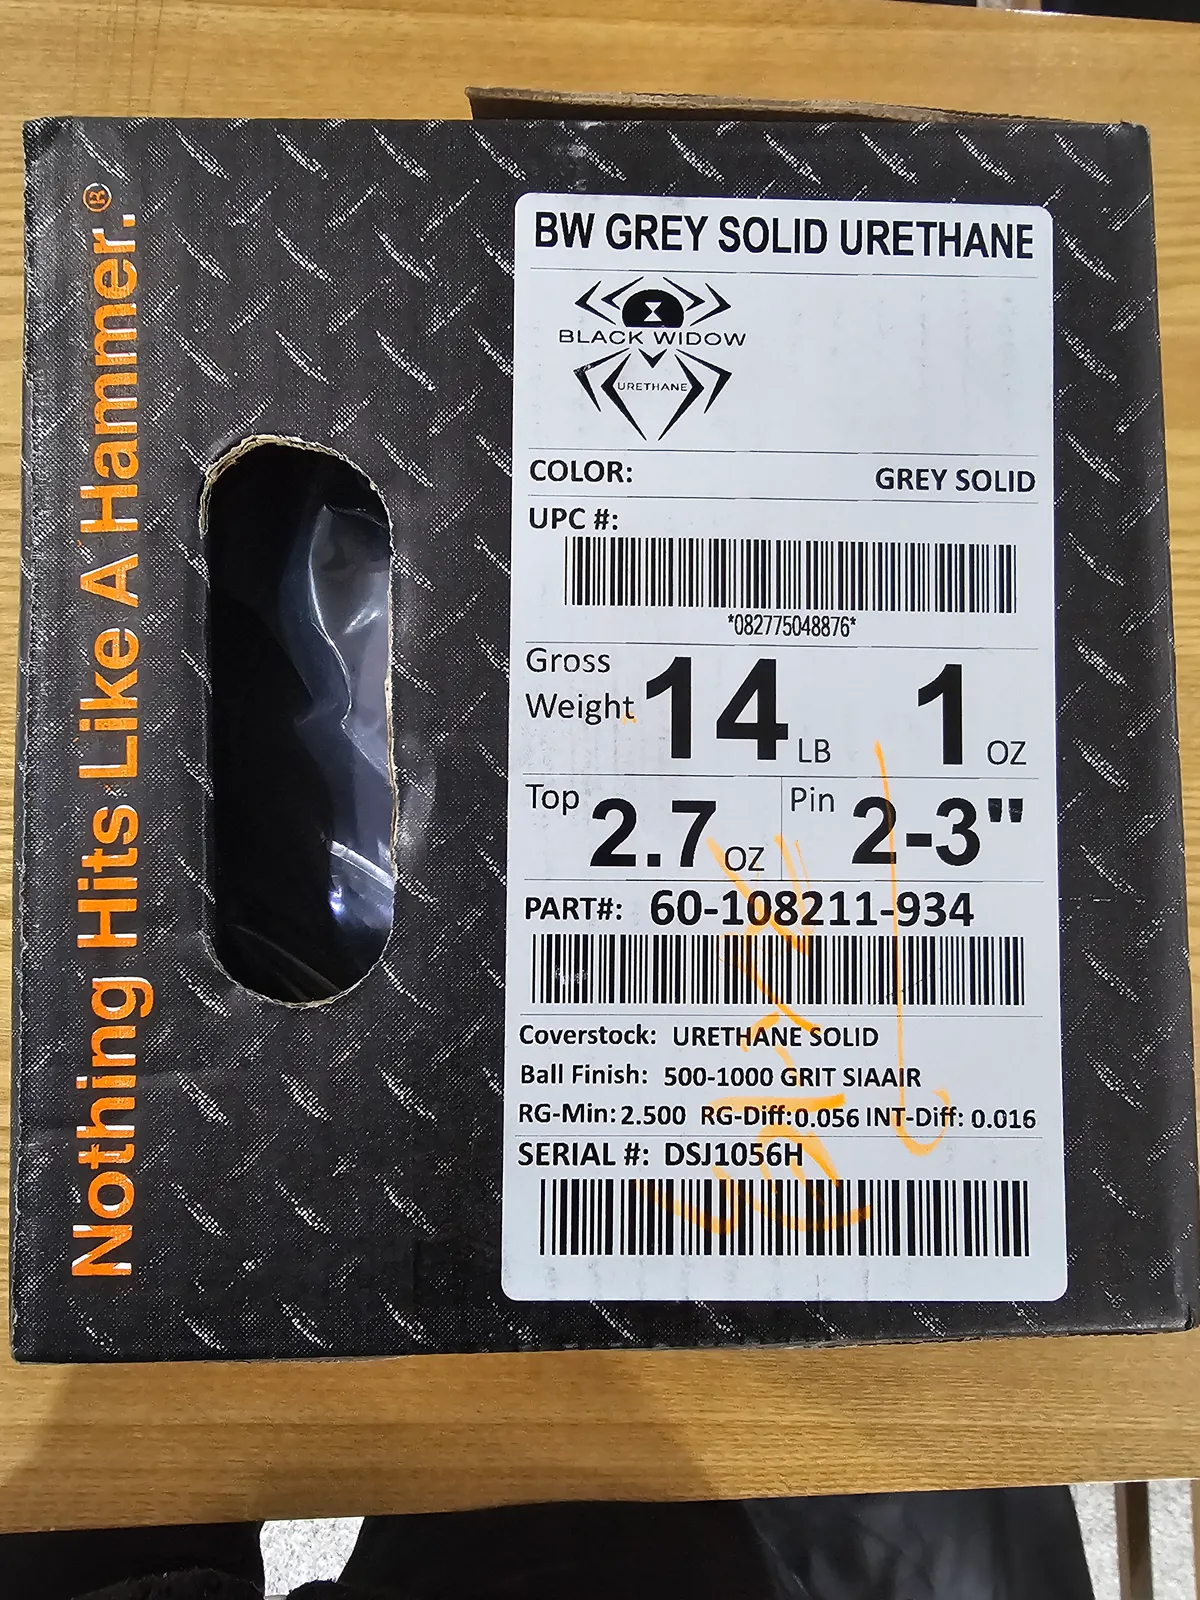 Nothing Hits Like A Hammer.®
BW GREY SOLID URETHANE
BLACK WIDOW
URETHANE
COLOR: GREY SOLID
UPC #:
*082775048876*
Gross Weight 14 LB 1 OZ
Top 2.7 OZ Pin 2-3"
PART#: 60-108211-934
Coverstock: URETHANE SOLID
Ball Finish: 500-1000 GRIT SIAAIR
RG-Min: 2.500 RG-Diff:0.056 INT-Diff: 0.016
SERIAL #: DSJ1056H